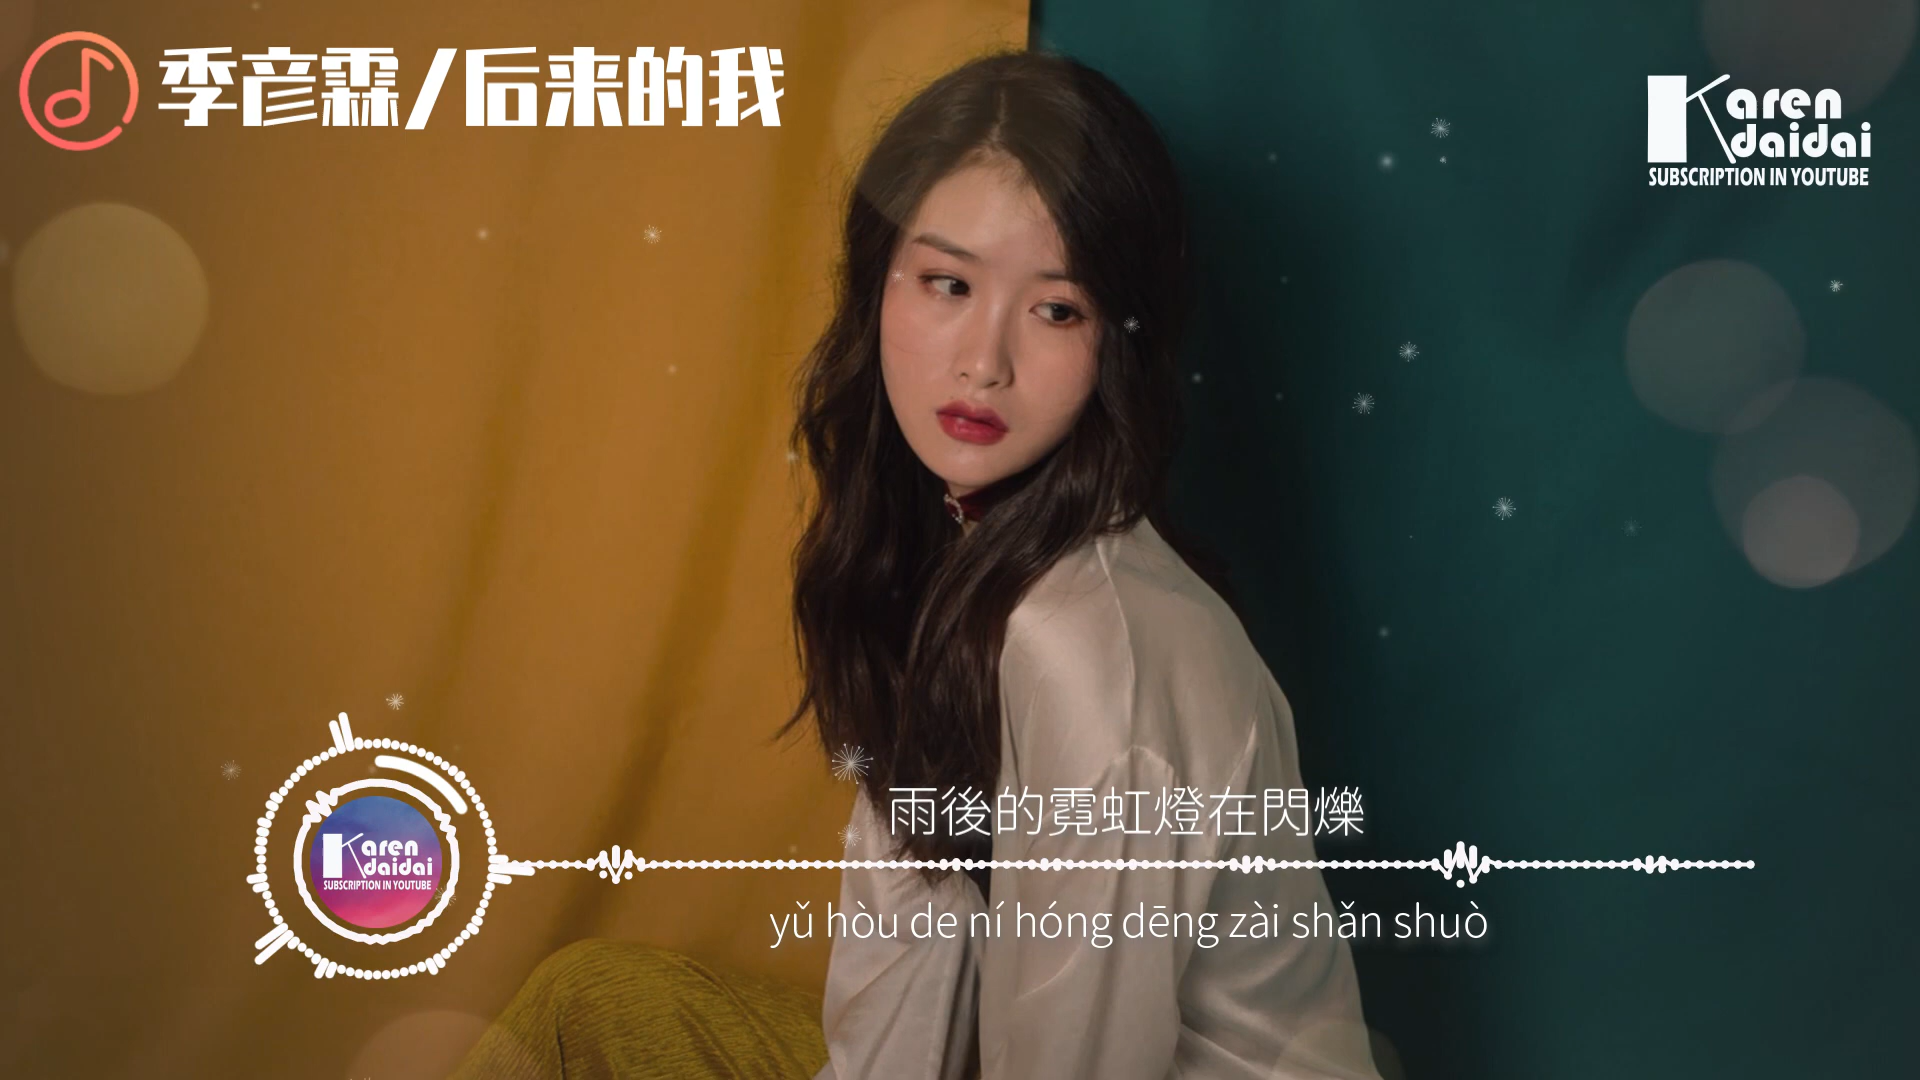 季彦霖/后来的我
Karen
daidai
SUBSCRIPTION IN YOUTUBE
雨後的霓虹燈在閃爍
Karen
daidai
SUBSCRIPTION IN YOUTUBE
yǔ hòu de ní hóng dēng zài shǎn shuò